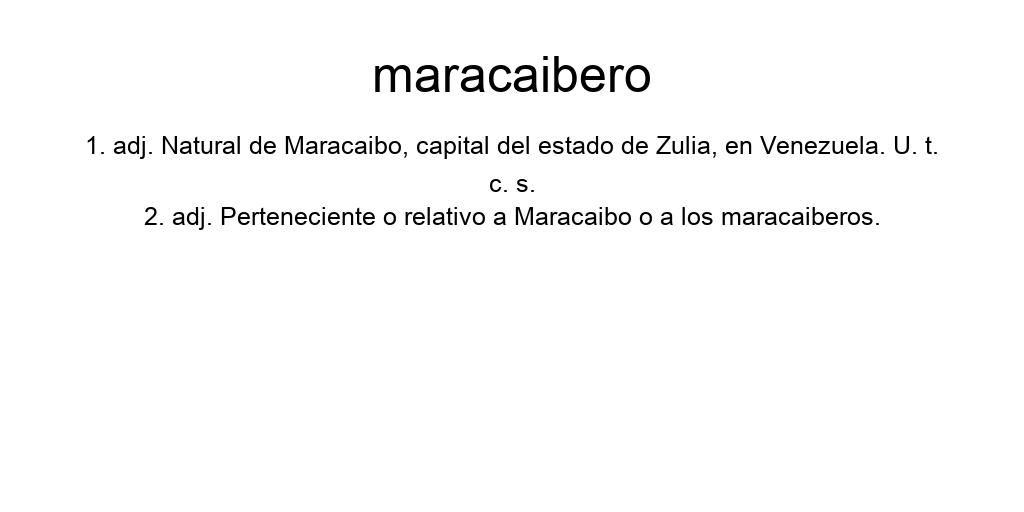 maracaibero
1. adj. Natural de Maracaibo, capital del estado de Zulia, en Venezuela. U. t.
c. s.
2. adj. Perteneciente o relativo a Maracaibo o a los maracaiberos.